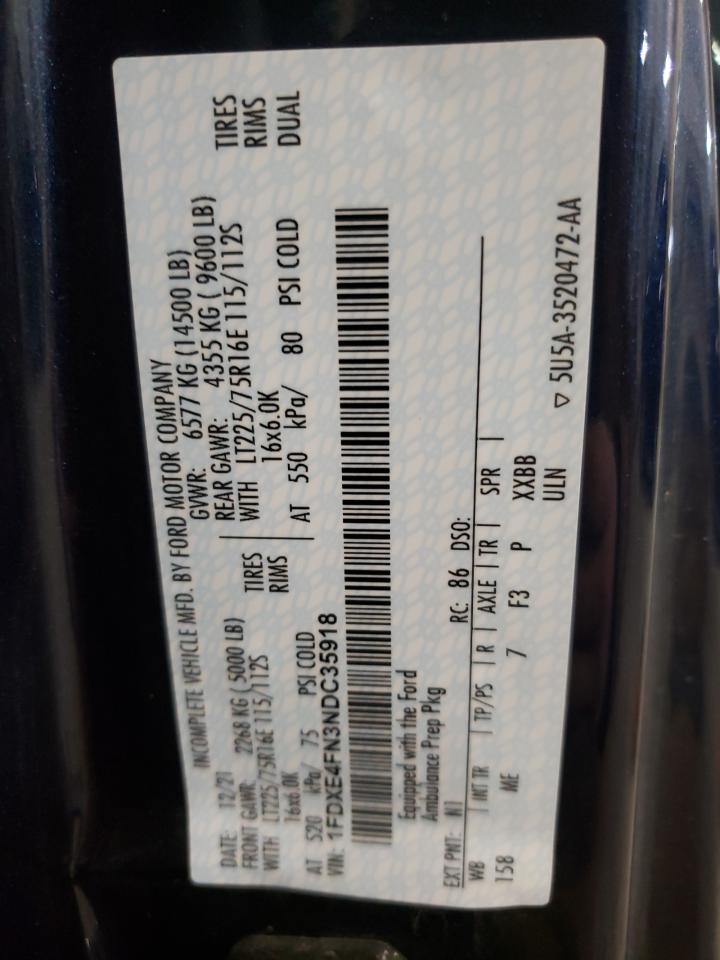 INCOMPLETE VEHICLE MFD. BY FORD MOTOR COMPANY
DATE: 12/21 GVWR: 6577 KG (14500 LB)
FRONT GAWR: 2268 KG (5000 LB) REAR GAWR: 4355 KG ( 9600 LB)
WITH LT225/75R16E 115/112S TIRES WITH LT225/75R16E 115/112S TIRES
16x6.0K RIMS 16x6.0K RIMS
AT 520 kPa/ 75 PSI COLD AT 550 kPa/ 80 PSI COLD DUAL
VIN: 1FDXE4FN3NDC35918
Equipped with the Ford
Ambulance Prep Pkg
EXT PNT: N1 RC: 86 DSO:
WB | INT TR | TP/PS | R | AXLE | TR | SPR |
158 ME 7 F3 P XXBB
ULN
▽ 5U5A-3520472-AA